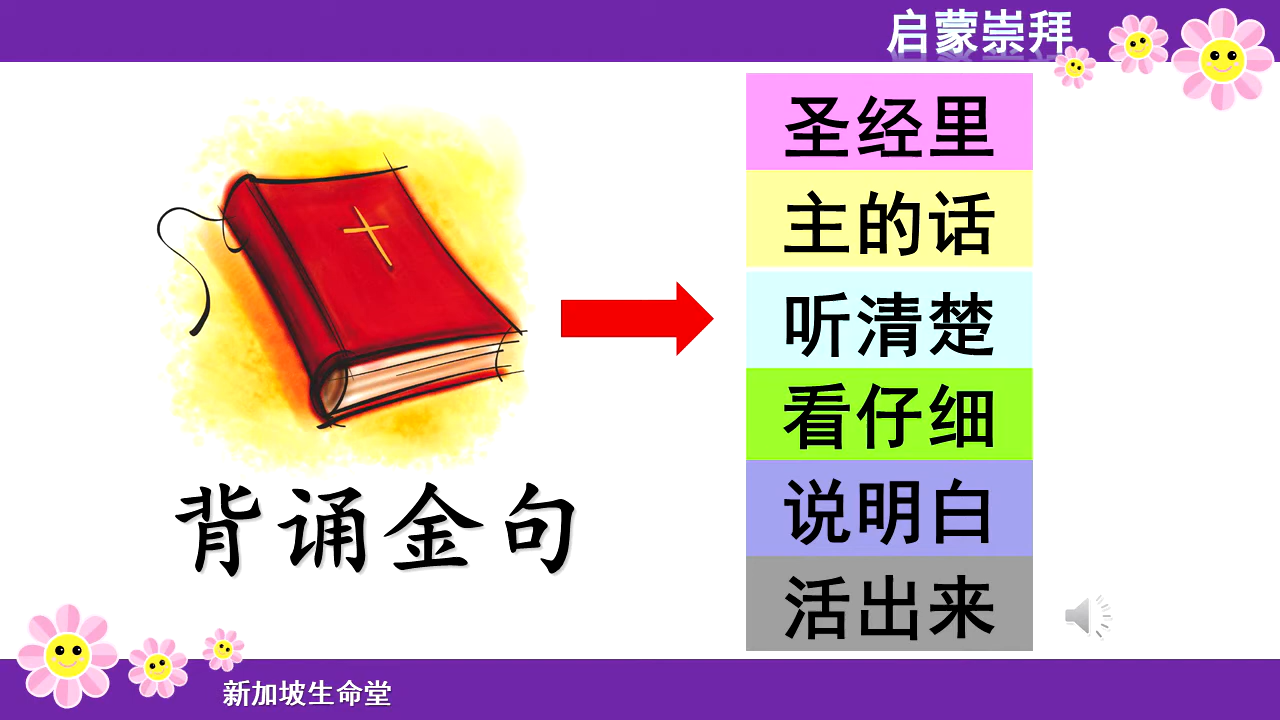 启蒙崇拜
圣经里
主的话
听清楚
看仔细
说明白
活出来
背诵金句
新加坡生命堂